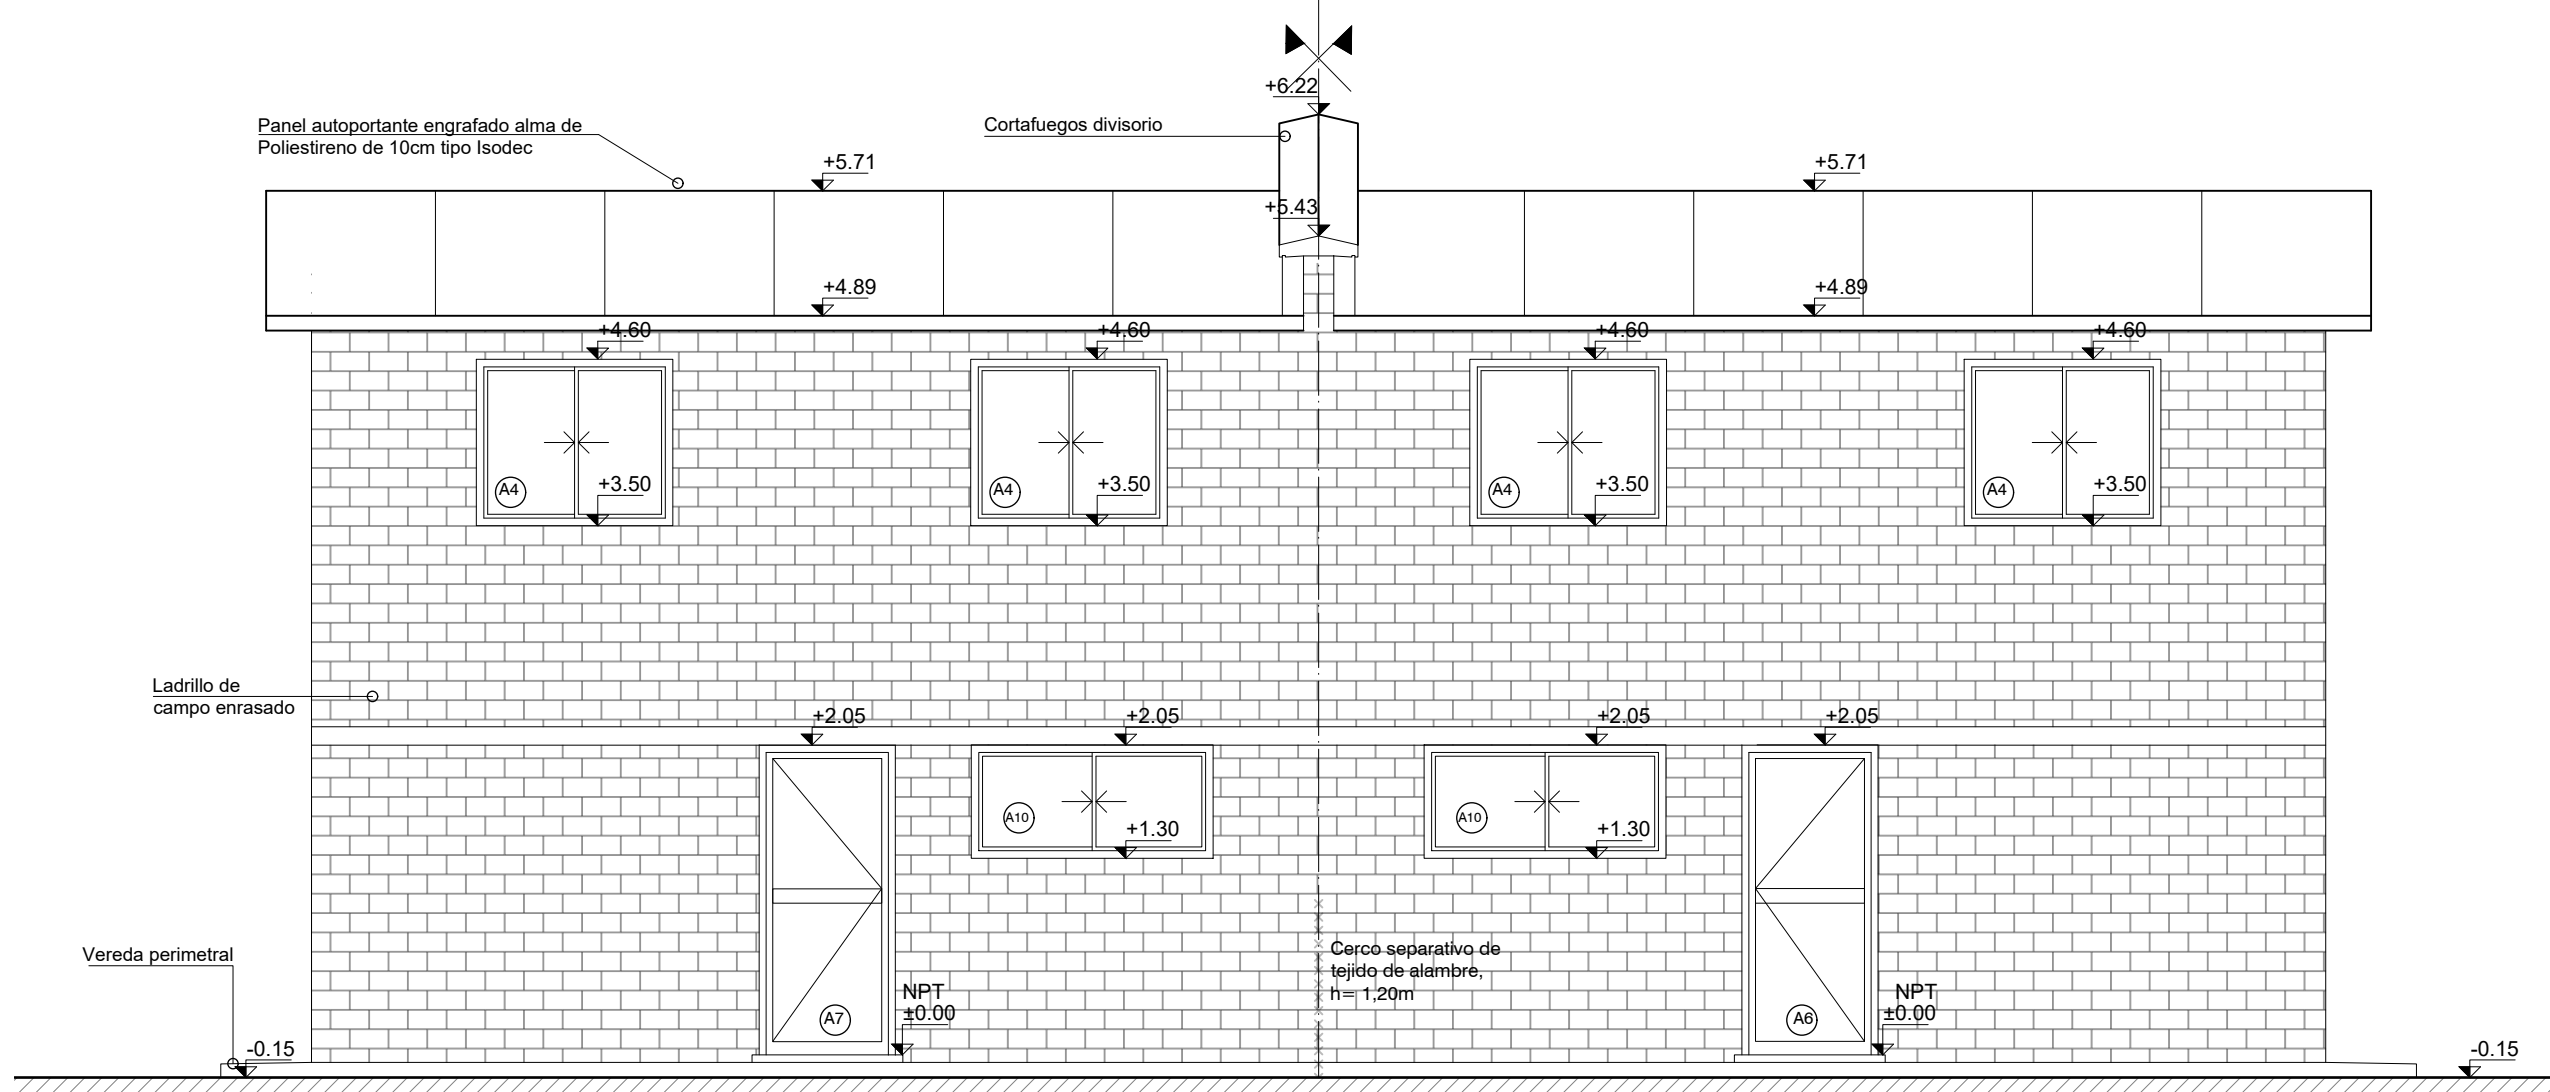 +6.22
Panel autoportante engrafado alma de
Poliestireno de 10cm tipo Isodec
Cortafuegos divisorio
+5.71
+5.71
+5.43
+4.89
+4.89
+4.60
+4.60
+4.60
+4.60
A4
+3.50
A4
+3.50
A4
+3.50
A4
+3.50
Ladrillo de
campo enrasado
+2.05
+2.05
+2.05
+2.05
A10
+1.30
A10
+1.30
Cerco separativo de
tejido de alambre,
h= 1,20m
Vereda perimetral
NPT
±0.00
A7
NPT
±0.00
A6
-0.15
-0.15